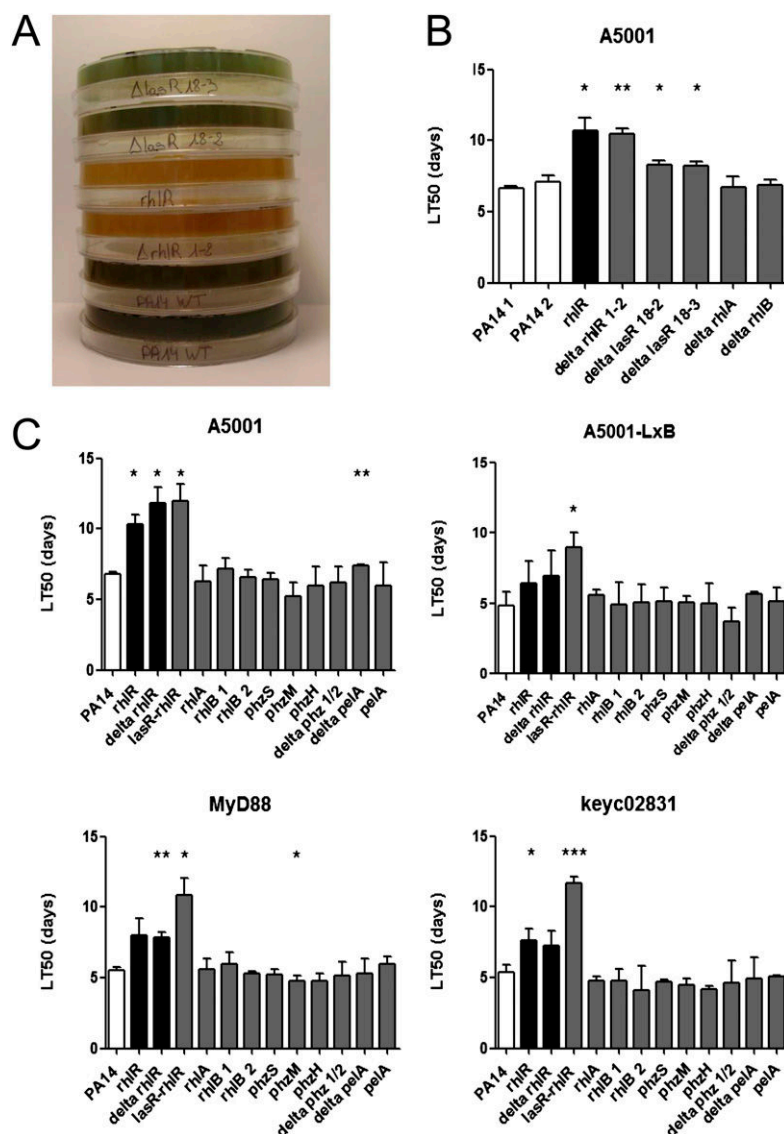 A
ΔlasR 18-3
ΔlasR 18-2
rhlR
ΔrhlR 1-2
PA14 WT
PA14 WT
B
A5001
LT50 (days)
15
10
5
0
* ** * *
PA14 1
PA14 2
rhlR
delta rhlR 1-2
delta lasR 18-2
delta lasR 18-3
delta rhlA
delta rhlB
C
A5001
LT50 (days)
15
10
5
0
* * * **
PA14
rhlR
delta rhlR
lasR-rhlR
rhlA
rhlB 1
rhlB 2
phzS
phzM
phzH
delta phz 1/2
delta pelA
pelA
A5001-LxB
LT50 (days)
15
10
5
0
*
PA14
rhlR
delta rhlR
lasR-rhlR
rhlA
rhlB 1
rhlB 2
phzS
phzM
phzH
delta phz 1/2
delta pelA
pelA
MyD88
LT50 (days)
15
10
5
0
** * *
PA14
rhlR
delta rhlR
lasR-rhlR
rhlA
rhlB 1
rhlB 2
phzS
phzM
phzH
delta phz 1/2
delta pelA
pelA
keyc02831
LT50 (days)
15
10
5
0
* ***
PA14
rhlR
delta rhlR
lasR-rhlR
rhlA
rhlB 1
rhlB 2
phzS
phzM
phzH
delta phz 1/2
delta pelA
pelA